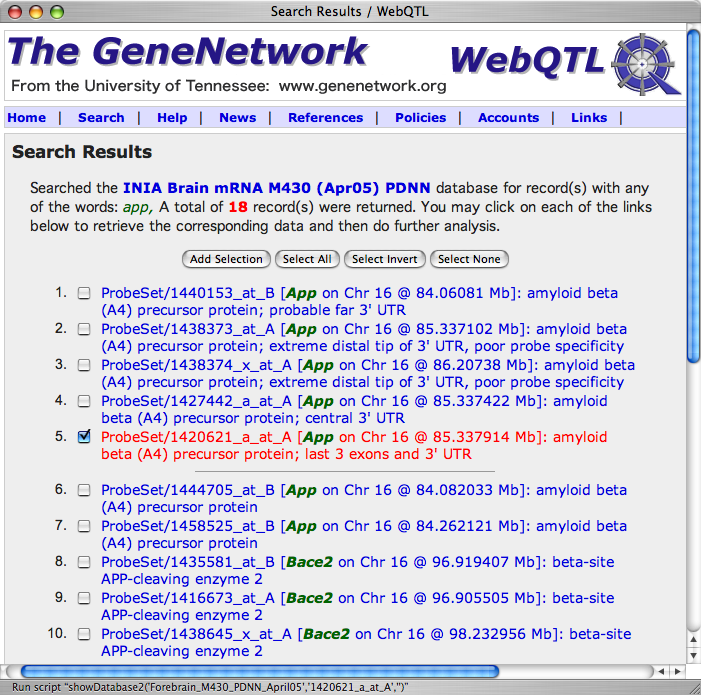 Search Results / WebQTL
The GeneNetwork
WebQTL
From the University of Tennessee: www.genenetwork.org
Home | Search | Help | News | References | Policies | Accounts | Links |
Search Results
Searched the INIA Brain mRNA M430 (Apr05) PDNN database for record(s) with any
of the words: app, A total of 18 record(s) were returned. You may click on each of the links
below to retrieve the corresponding data and then do further analysis.
Add Selection Select All Select Invert Select None
1. ProbeSet/1440153_at_B [App on Chr 16 @ 84.06081 Mb]: amyloid beta
(A4) precursor protein; probable far 3' UTR
2. ProbeSet/1438373_at_A [App on Chr 16 @ 85.337102 Mb]: amyloid beta
(A4) precursor protein; extreme distal tip of 3' UTR, poor probe specificity
3. ProbeSet/1438374_x_at_A [App on Chr 16 @ 86.20738 Mb]: amyloid beta
(A4) precursor protein; extreme distal tip of 3' UTR, poor probe specificity
4. ProbeSet/1427442_a_at_A [App on Chr 16 @ 85.337422 Mb]: amyloid
beta (A4) precursor protein; central 3' UTR
5. ProbeSet/1420621_a_at_A [App on Chr 16 @ 85.337914 Mb]: amyloid
beta (A4) precursor protein; last 3 exons and 3' UTR
6. ProbeSet/1444705_at_B [App on Chr 16 @ 84.082033 Mb]: amyloid beta
(A4) precursor protein
7. ProbeSet/1458525_at_B [App on Chr 16 @ 84.262121 Mb]: amyloid beta
(A4) precursor protein
8. ProbeSet/1435581_at_B [Bace2 on Chr 16 @ 96.919407 Mb]: beta-site
APP-cleaving enzyme 2
9. ProbeSet/1416673_at_A [Bace2 on Chr 16 @ 96.905505 Mb]: beta-site
APP-cleaving enzyme 2
10. ProbeSet/1438645_x_at_A [Bace2 on Chr 16 @ 98.232956 Mb]: beta-site
APP-cleaving enzyme 2
Run script "showDatabase2('Forebrain_M430_PDNN_April05','1420621_a_at_A','')"